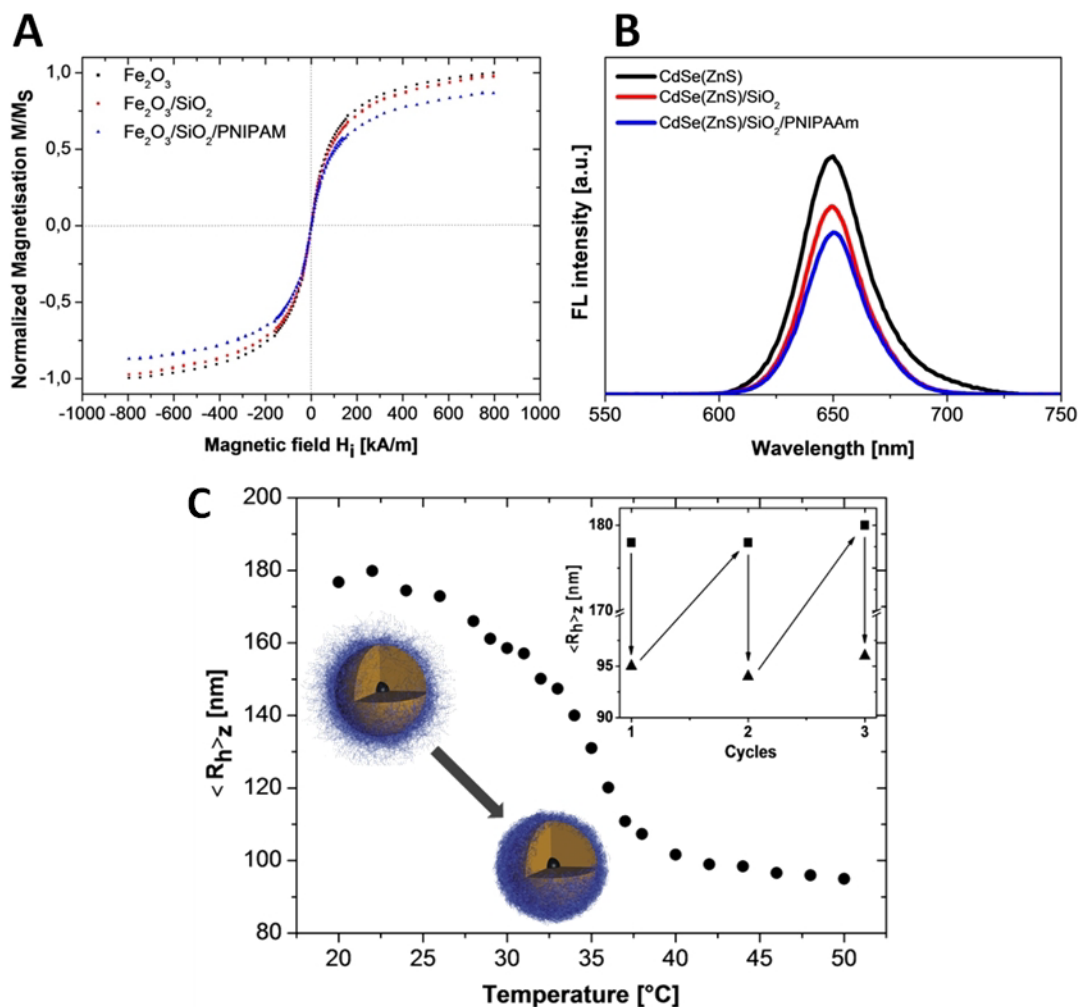 A
Normalized Magnetisation M/MS
1,0
0,5
0,0
-0,5
-1,0
Fe2O3
Fe2O3/SiO2
Fe2O3/SiO2/PNIPAM
-1000 -800 -600 -400 -200 0 200 400 600 800 1000
Magnetic field Hi [kA/m]
B
FL intensity [a.u.]
CdSe(ZnS)
CdSe(ZnS)/SiO2
CdSe(ZnS)/SiO2/PNIPAAm
550 600 650 700 750
Wavelength [nm]
C
< Rh>z [nm]
200
180
160
140
120
100
80
20 25 30 35 40 45 50
Temperature [°C]
<Rh>z [nm]
180
170
95
90
1 2 3
Cycles